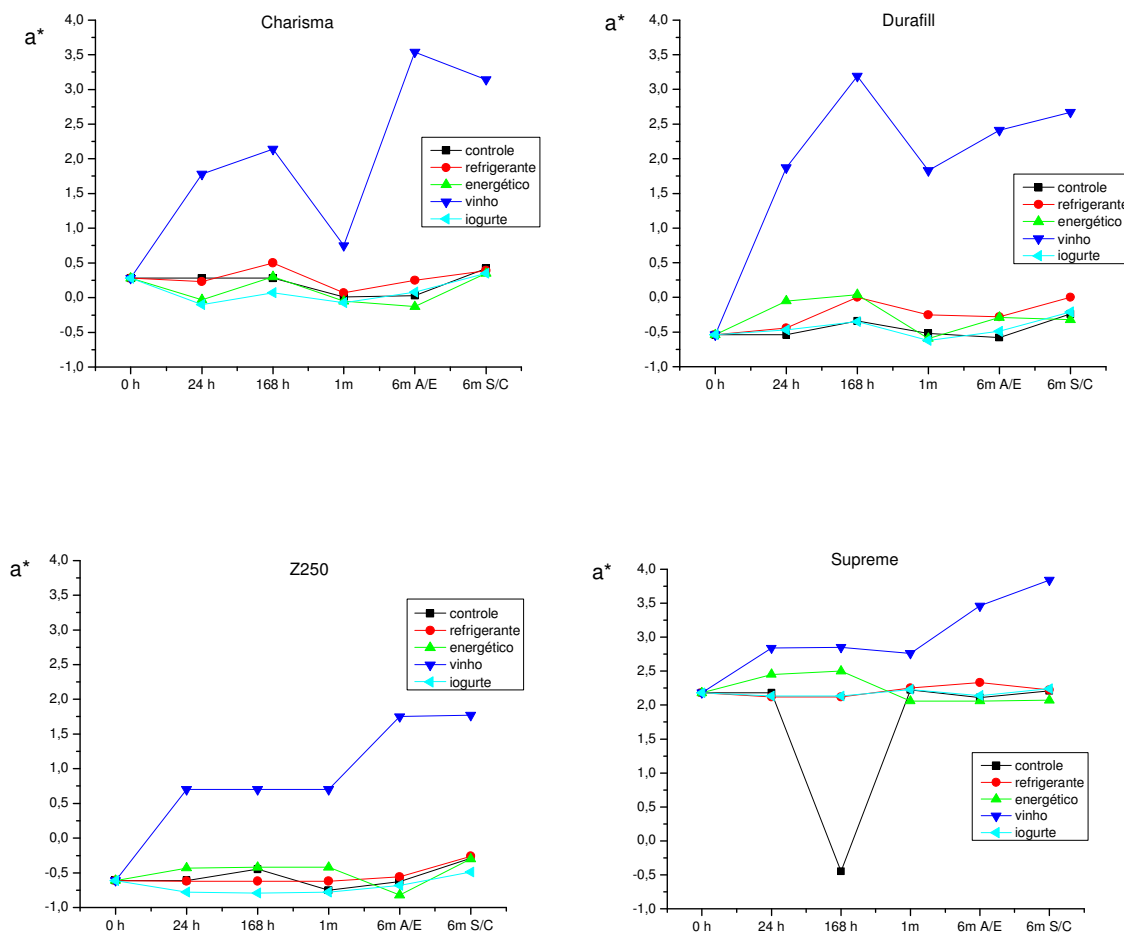 Charisma
a*
4,0
3,5
3,0
2,5
2,0
1,5
1,0
0,5
0,0
-0,5
-1,0
0 h 24 h 168 h 1m 6m A/E 6m S/C
controle
refrigerante
energético
vinho
iogurte
Durafill
a*
4,0
3,5
3,0
2,5
2,0
1,5
1,0
0,5
0,0
-0,5
-1,0
0 h 24 h 168 h 1m 6m A/E 6m S/C
controle
refrigerante
energético
vinho
iogurte
Z250
a*
4,0
3,5
3,0
2,5
2,0
1,5
1,0
0,5
0,0
-0,5
-1,0
0 h 24 h 168 h 1m 6m A/E 6m S/C
controle
refrigerante
energético
vinho
iogurte
Supreme
a*
4,0
3,5
3,0
2,5
2,0
1,5
1,0
0,5
0,0
-0,5
-1,0
0 h 24 h 168 h 1m 6m A/E 6m S/C
controle
refrigerante
energético
vinho
iogurte